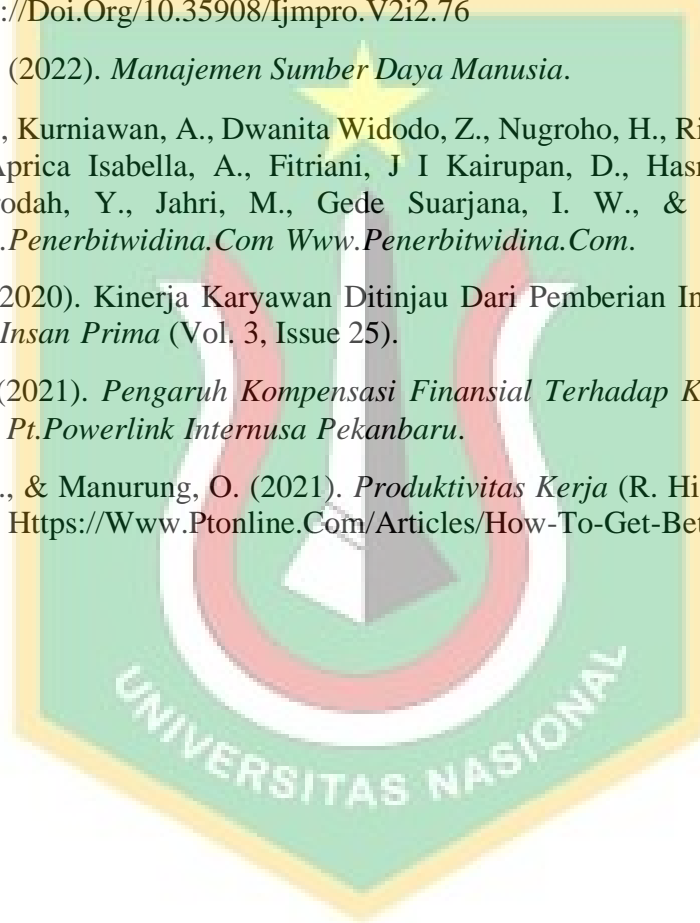 ://Doi.Org/10.35908/Ijmpro.V2i2.76
(2022). Manajemen Sumber Daya Manusia.
., Kurniawan, A., Dwanita Widodo, Z., Nugroho, H., Ri
Aprica Isabella, A., Fitriani, J I Kairupan, D., Hasn
rodah, Y., Jahri, M., Gede Suarjana, I. W., &
.Penerbitwidina.Com Www.Penerbitwidina.Com.
2020). Kinerja Karyawan Ditinjau Dari Pemberian In
Insan Prima (Vol. 3, Issue 25).
(2021). Pengaruh Kompensasi Finansial Terhadap K
Pt.Powerlink Internusa Pekanbaru.
., & Manurung, O. (2021). Produktivitas Kerja (R. Hi
Https://Www.Ptonline.Com/Articles/How-To-Get-Bet
UNIVERSITAS NASIONAL